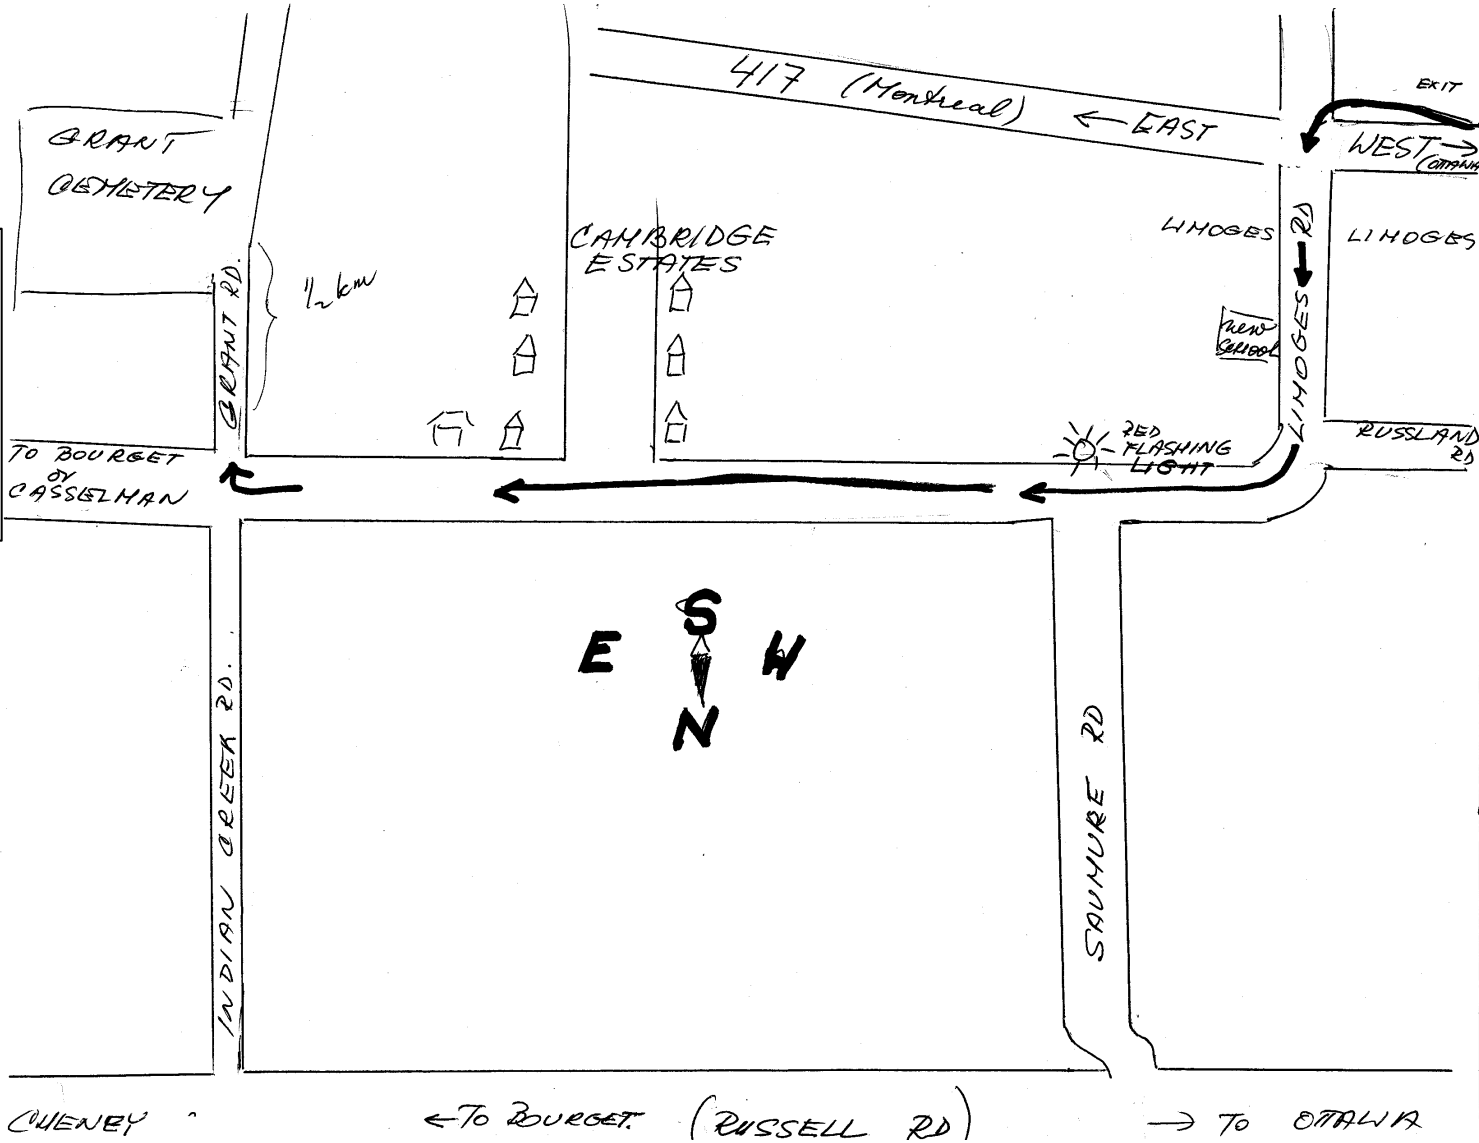 417 (Montreal) ← EAST
EXIT
WEST →
(OTTAWA
GRANT
CEMETERY
LIMOGES
LIMOGES RD
LIMOGES
CAMBRIDGE
ESTATES
GRANT RD.
1/2 km
new
school
RED
FLASHING
LIGHT
RUSSLAND
RD
TO BOURGET
or
CASSELMAN
S
E W
N
INDIAN CREEK RD.
SAUMURE RD
CHENEY
← TO BOURGET. (RUSSELL RD) → TO OTTAWA